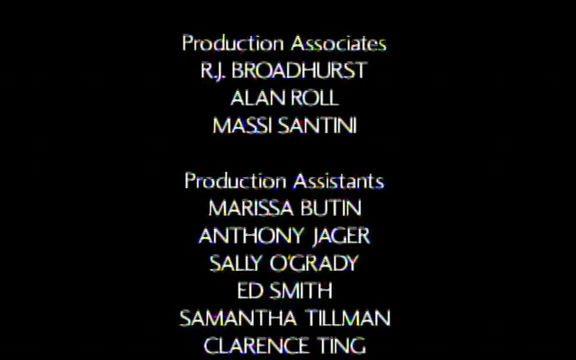 Production Associates
R.J. BROADHURST
ALAN ROLL
MASSI SANTINI
Production Assistants
MARISSA BUTIN
ANTHONY JAGER
SALLY O'GRADY
ED SMITH
SAMANTHA TILLMAN
CLARENCE TING